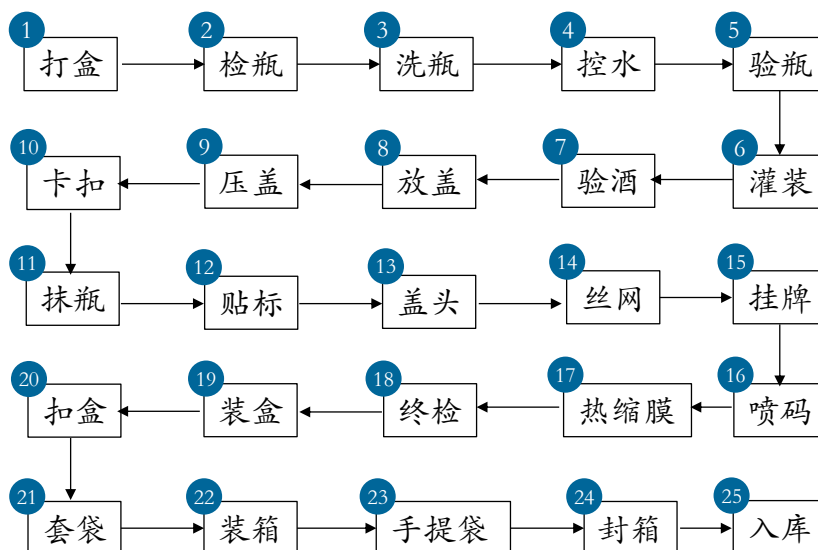 1 打盒
2 检瓶
3 洗瓶
4 控水
5 验瓶
6 灌装
7 验酒
8 放盖
9 压盖
10 卡扣
11 抹瓶
12 贴标
13 盖头
14 丝网
15 挂牌
16 喷码
17 热缩膜
18 终检
19 装盒
20 扣盒
21 套袋
22 装箱
23 手提袋
24 封箱
25 入库